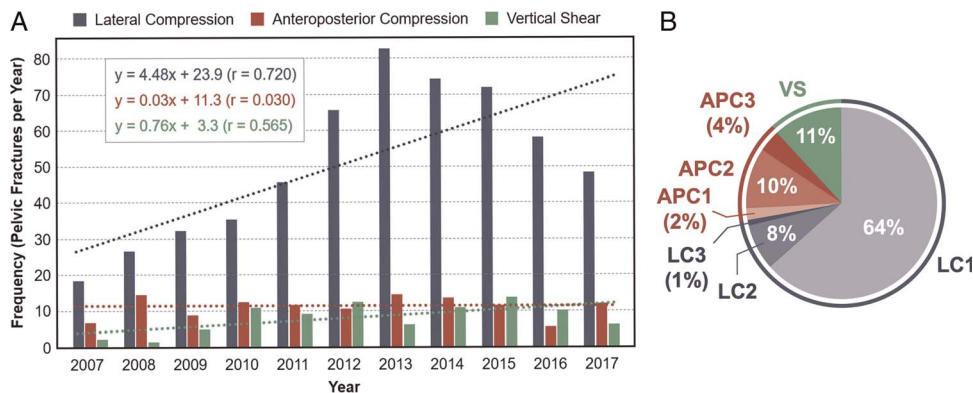 A
Lateral Compression Anteroposterior Compression Vertical Shear
Frequency (Pelvic Fractures per Year)
80
70
60
50
40
30
20
10
0
y = 4.48x + 23.9 (r = 0.720)
y = 0.03x + 11.3 (r = 0.030)
y = 0.76x + 3.3 (r = 0.565)
2007 2008 2009 2010 2011 2012 2013 2014 2015 2016 2017
Year
B
VS
11%
APC3
(4%)
APC2
10%
APC1
(2%)
LC3
(1%)
LC2
8%
64%
LC1